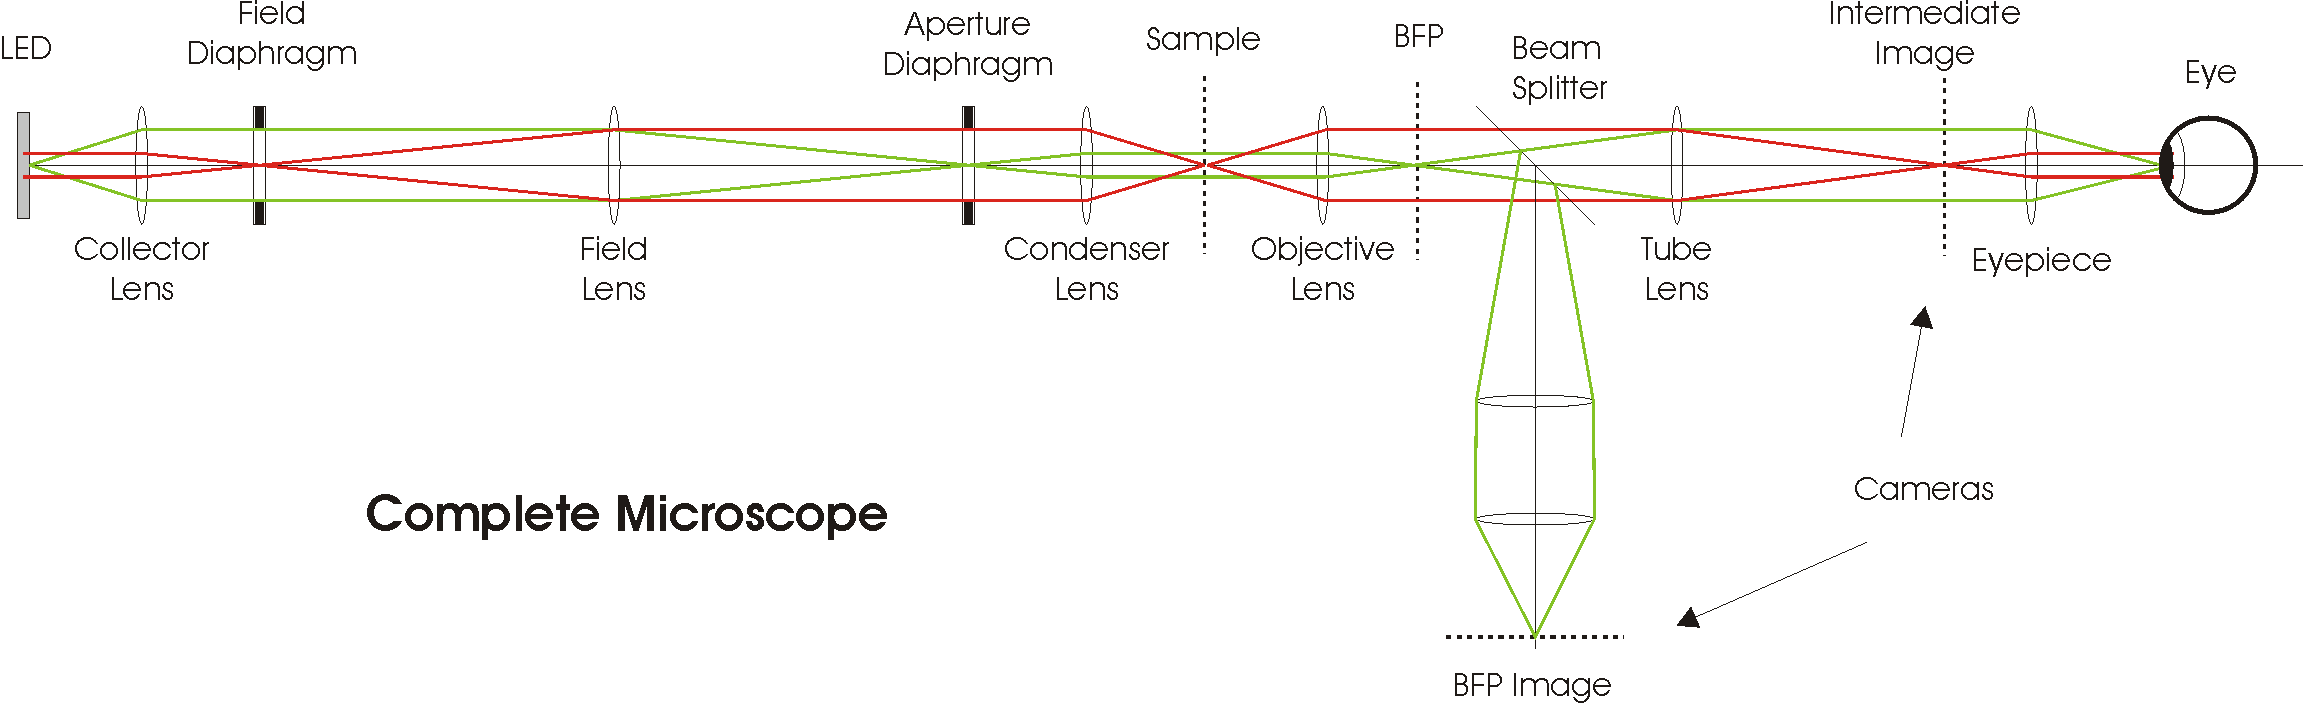 LED
Field
Diaphragm
Aperture
Diaphragm
Sample
BFP
Beam
Splitter
Intermediate
Image
Eye
Collector
Lens
Field
Lens
Condenser
Lens
Objective
Lens
Tube
Lens
Eyepiece
Cameras
Complete Microscope
BFP Image